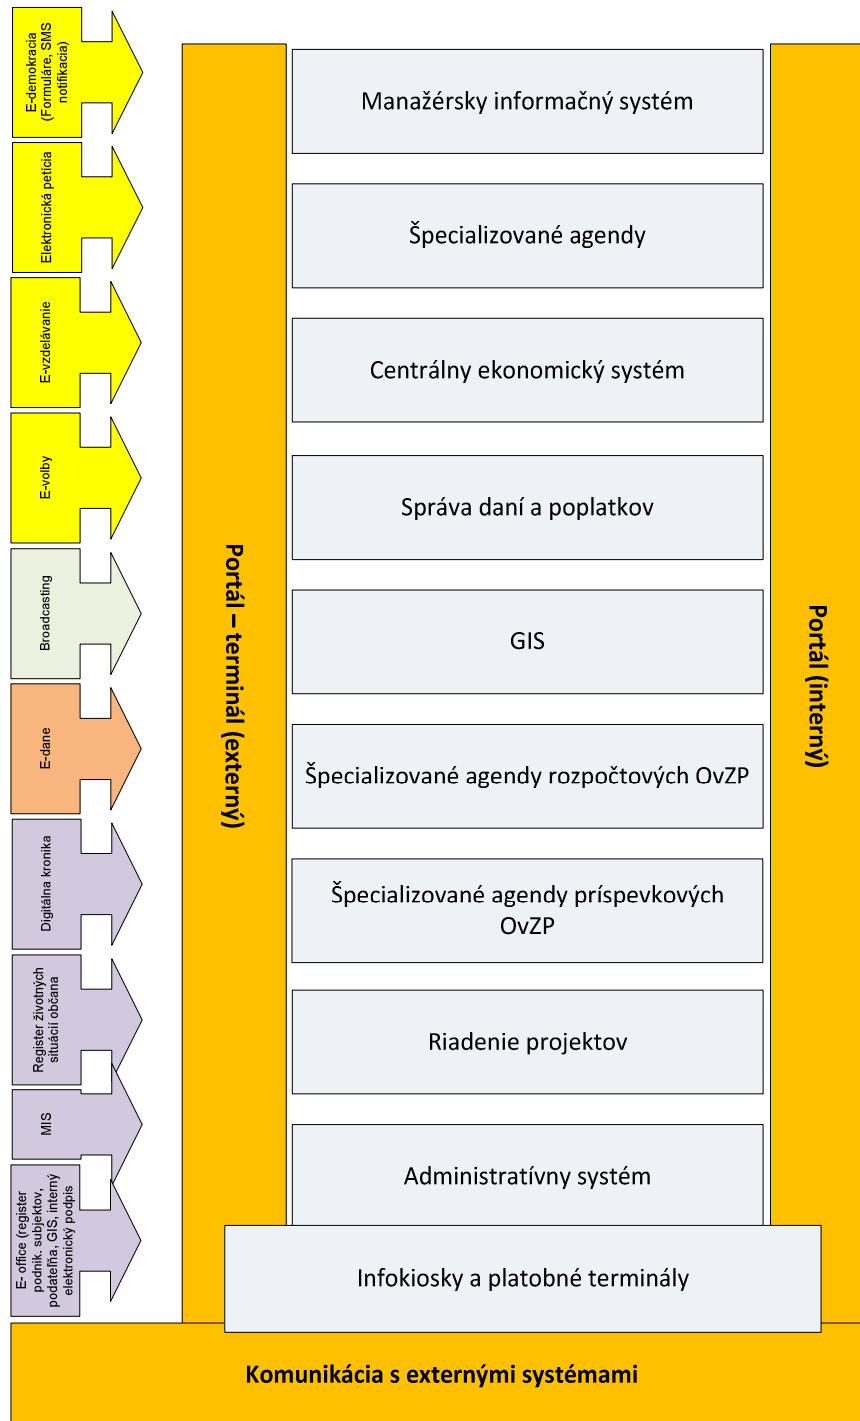 E-demokracia
(Formuláre, SMS
notifikacia)
Elektronická petícia
E-vzdelávanie
E-volby
Broadcasting
E-dane
Digitálna kronika
Register životných
situácií občana
MIS
E- office (register
podnik. subjektov,
podateľňa, GIS, interný
elektronický podpis
Portál – terminál (externý)
Manažérsky informačný systém
Špecializované agendy
Centrálny ekonomický systém
Správa daní a poplatkov
GIS
Špecializované agendy rozpočtových OvZP
Špecializované agendy príspevkových
OvZP
Riadenie projektov
Administratívny systém
Infokiosky a platobné terminály
Portál (interný)
Komunikácia s externými systémami